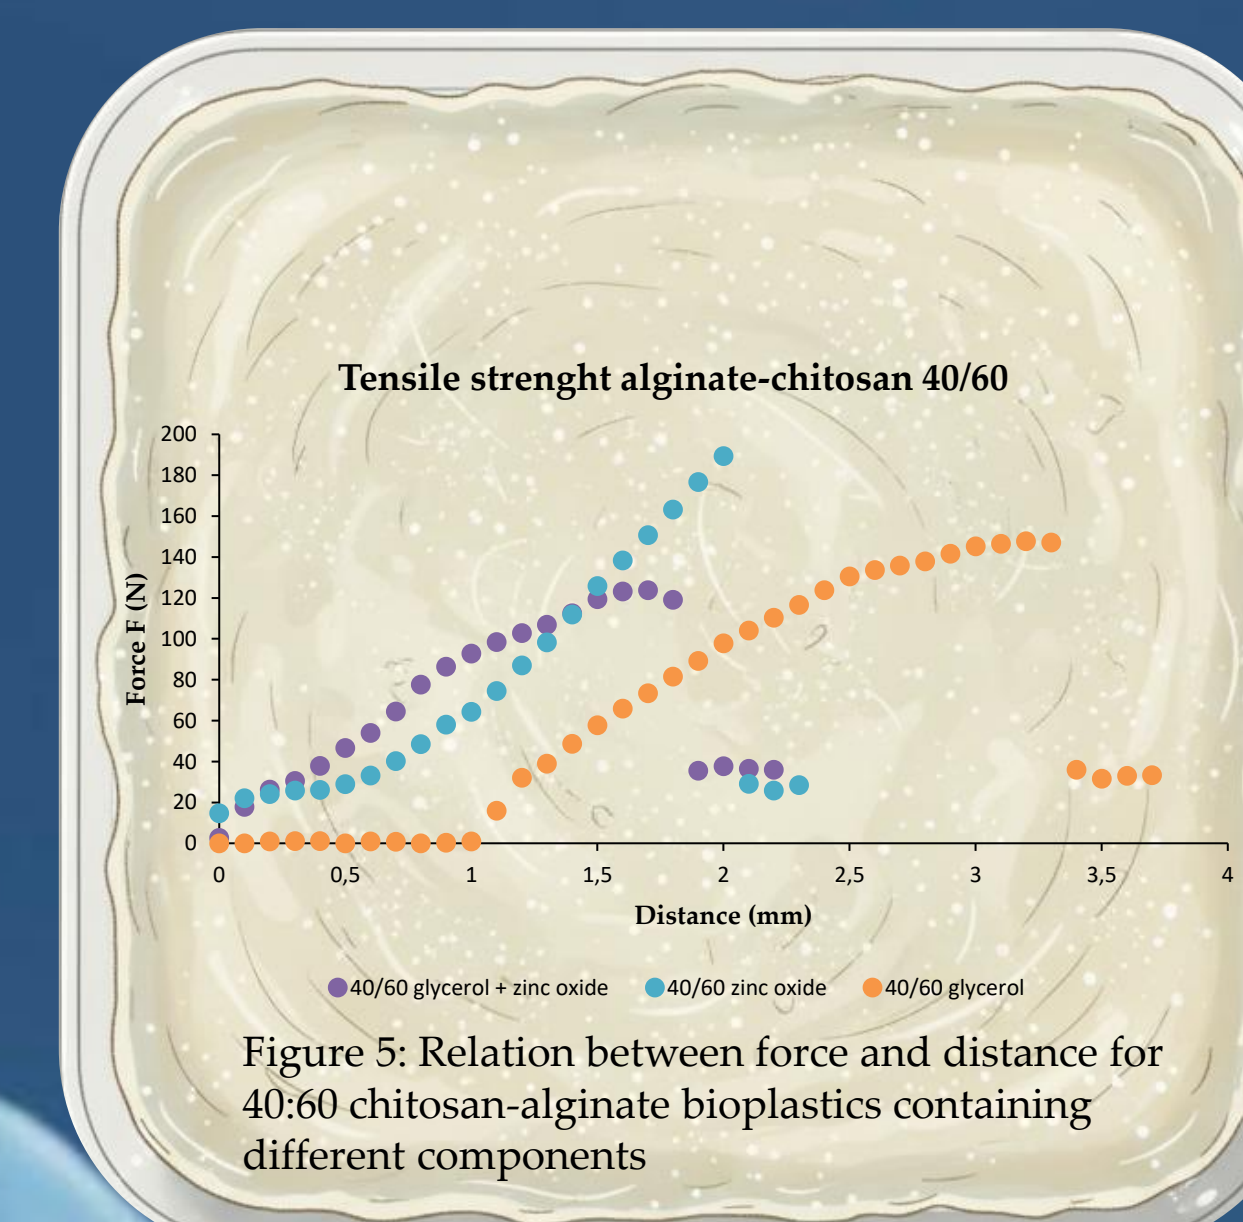 Tensile strenght alginate-chitosan 40/60
200
180
160
140
120
100
80
60
40
20
0
Force F (N)
0 0,5 1 1,5 2 2,5 3 3,5 4
Distance (mm)
40/60 glycerol + zinc oxide 40/60 zinc oxide 40/60 glycerol
Figure 5: Relation between force and distance for
40:60 chitosan-alginate bioplastics containing
different components